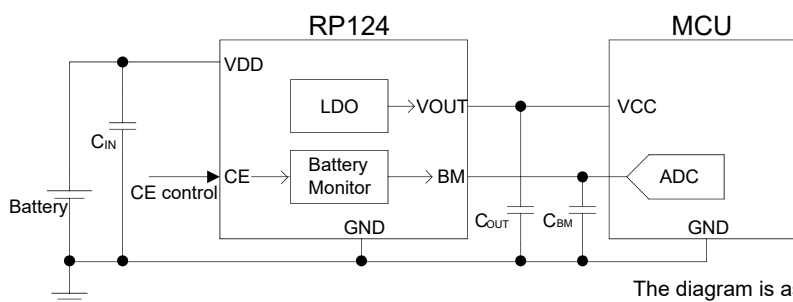 RP124
MCU
VDD
LDO
VOUT
VCC
CIN
CE control
CE
Battery
Monitor
BM
ADC
Battery
COUT
CBM
GND
GND
The diagram is a